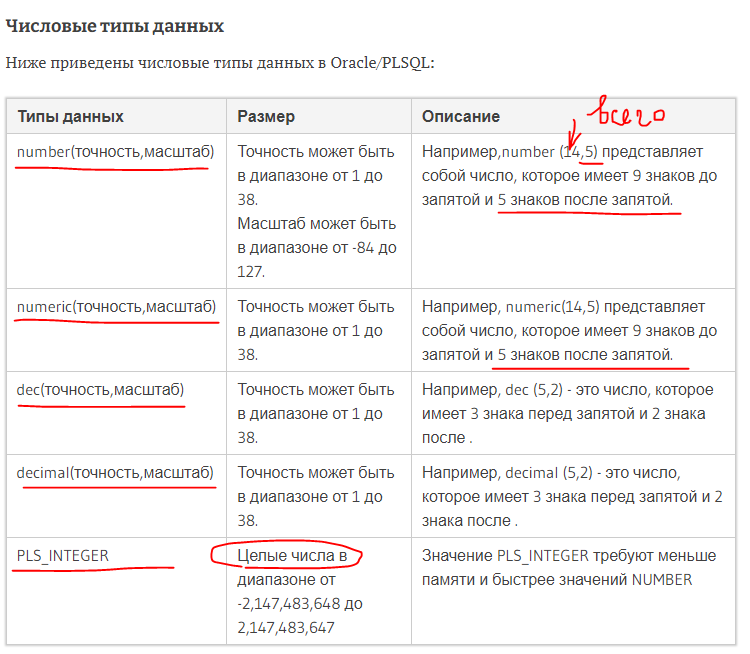 Числовые типы данных
Ниже приведены числовые типы данных в Oracle/PLSQL:
всего
Типы данных Размер Описание
number(точность,масштаб)
Точность может быть
в диапазоне от 1 до
38.
Масштаб может быть
в диапазоне от -84 до
127.
Например,number (14,5) представляет
собой число, которое имеет 9 знаков до
запятой и 5 знаков после запятой.
numeric(точность,масштаб)
Точность может быть
в диапазоне от 1 до
38.
Например, numeric(14,5) представляет
собой число, которое имеет 9 знаков до
запятой и 5 знаков после запятой.
dec(точность,масштаб)
Точность может быть
в диапазоне от 1 до
38.
Например, dec (5,2) - это число, которое
имеет 3 знака перед запятой и 2 знака
после .
decimal(точность,масштаб)
Точность может быть
в диапазоне от 1 до
38.
Например, decimal (5,2) - это число,
которое имеет 3 знака перед запятой и 2
знака после .
PLS_INTEGER
Целые числа в
диапазоне от
-2,147,483,648 до
2,147,483,647
Значение PLS_INTEGER требуют меньше
памяти и быстрее значений NUMBER